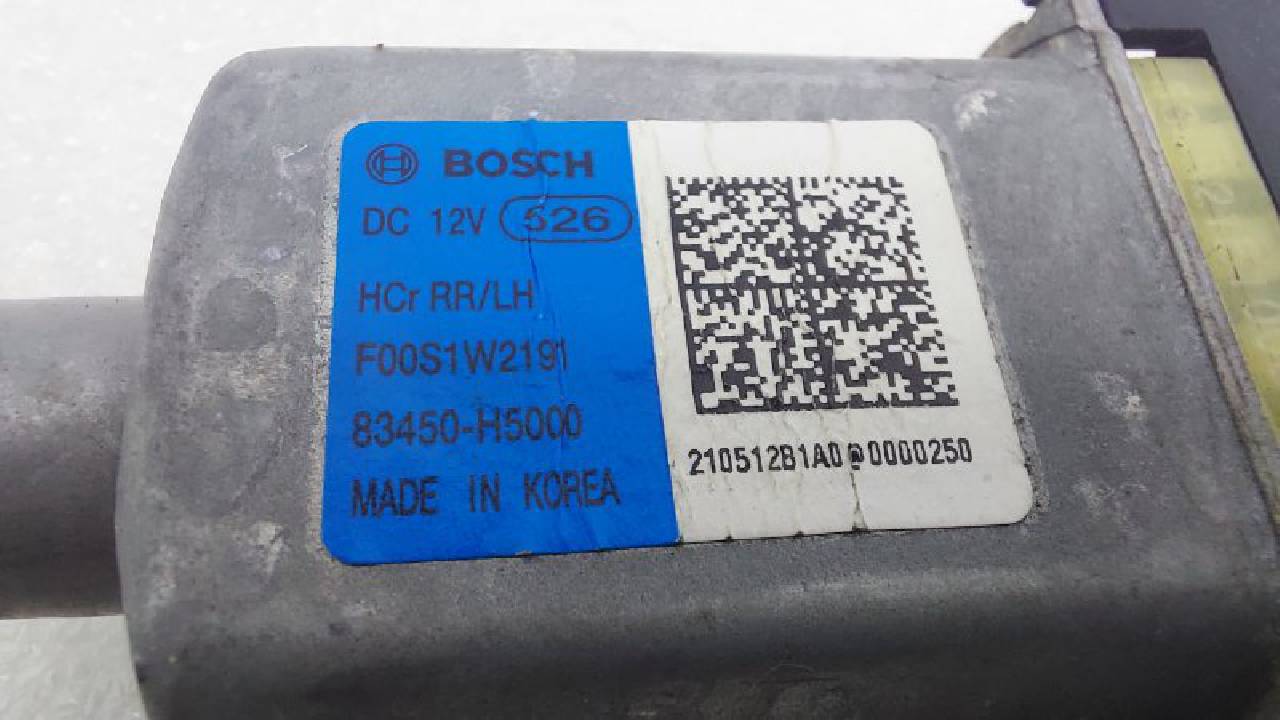 BOSCH
DC 12V 526
HCr RR/LH
F00S1W2191
83450-H5000
MADE IN KOREA
210512B1A0@0000250